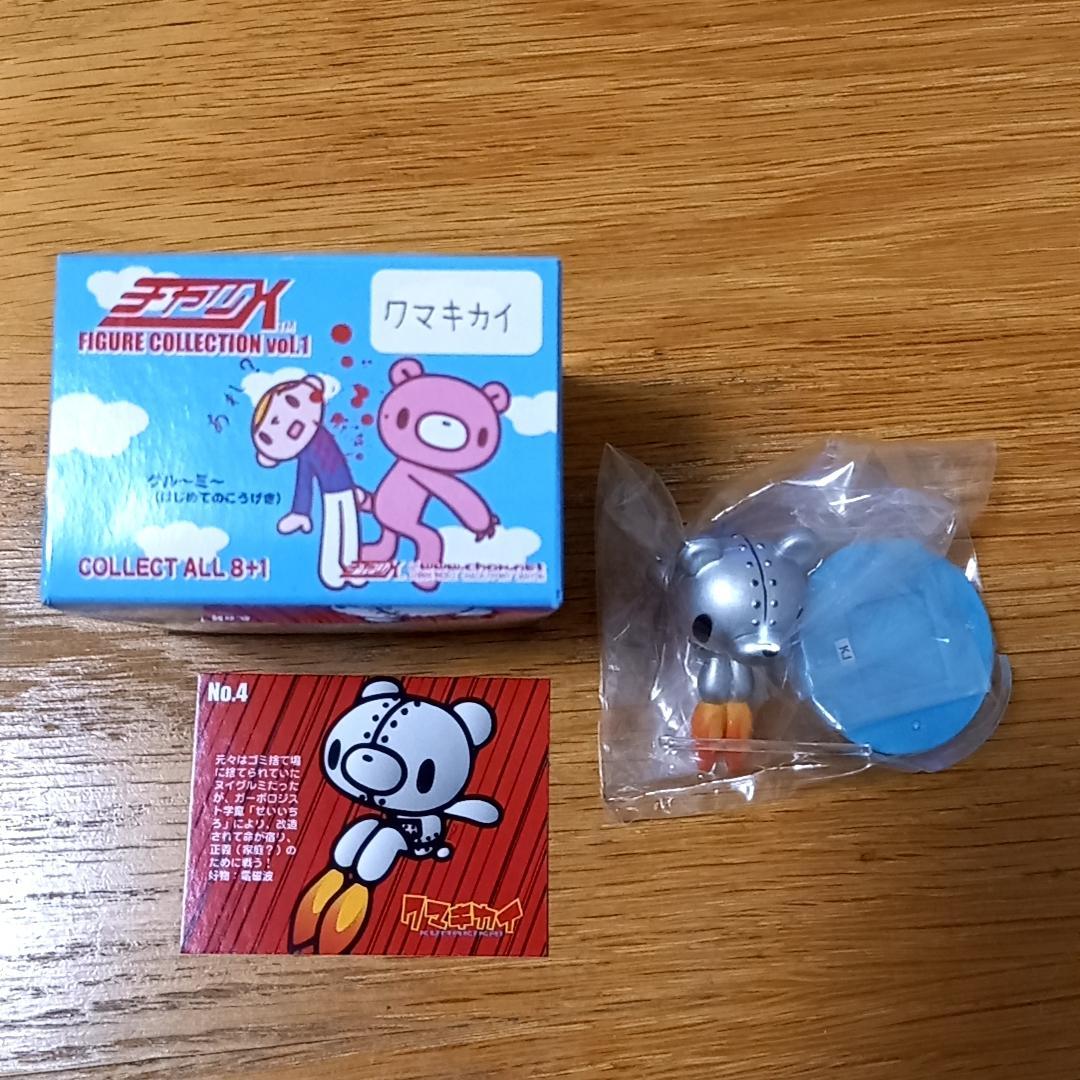 チャックスX TM
FIGURE COLLECTION vol.1
クマキカイ
あれ?
グル〜ミ〜
(はじめてのこうげき)
COLLECT ALL 8+1
No.4
元々はゴミ捨て場
に捨てられていた
ヌイグルミだった
が、ガーボロジス
ト学童「せいいち
ろ」により、改造
されて命が宿り、
正義(家庭?)の
ために戦う!
好物:電磁波
クマキカイ
KUMAKIKAI
KJ